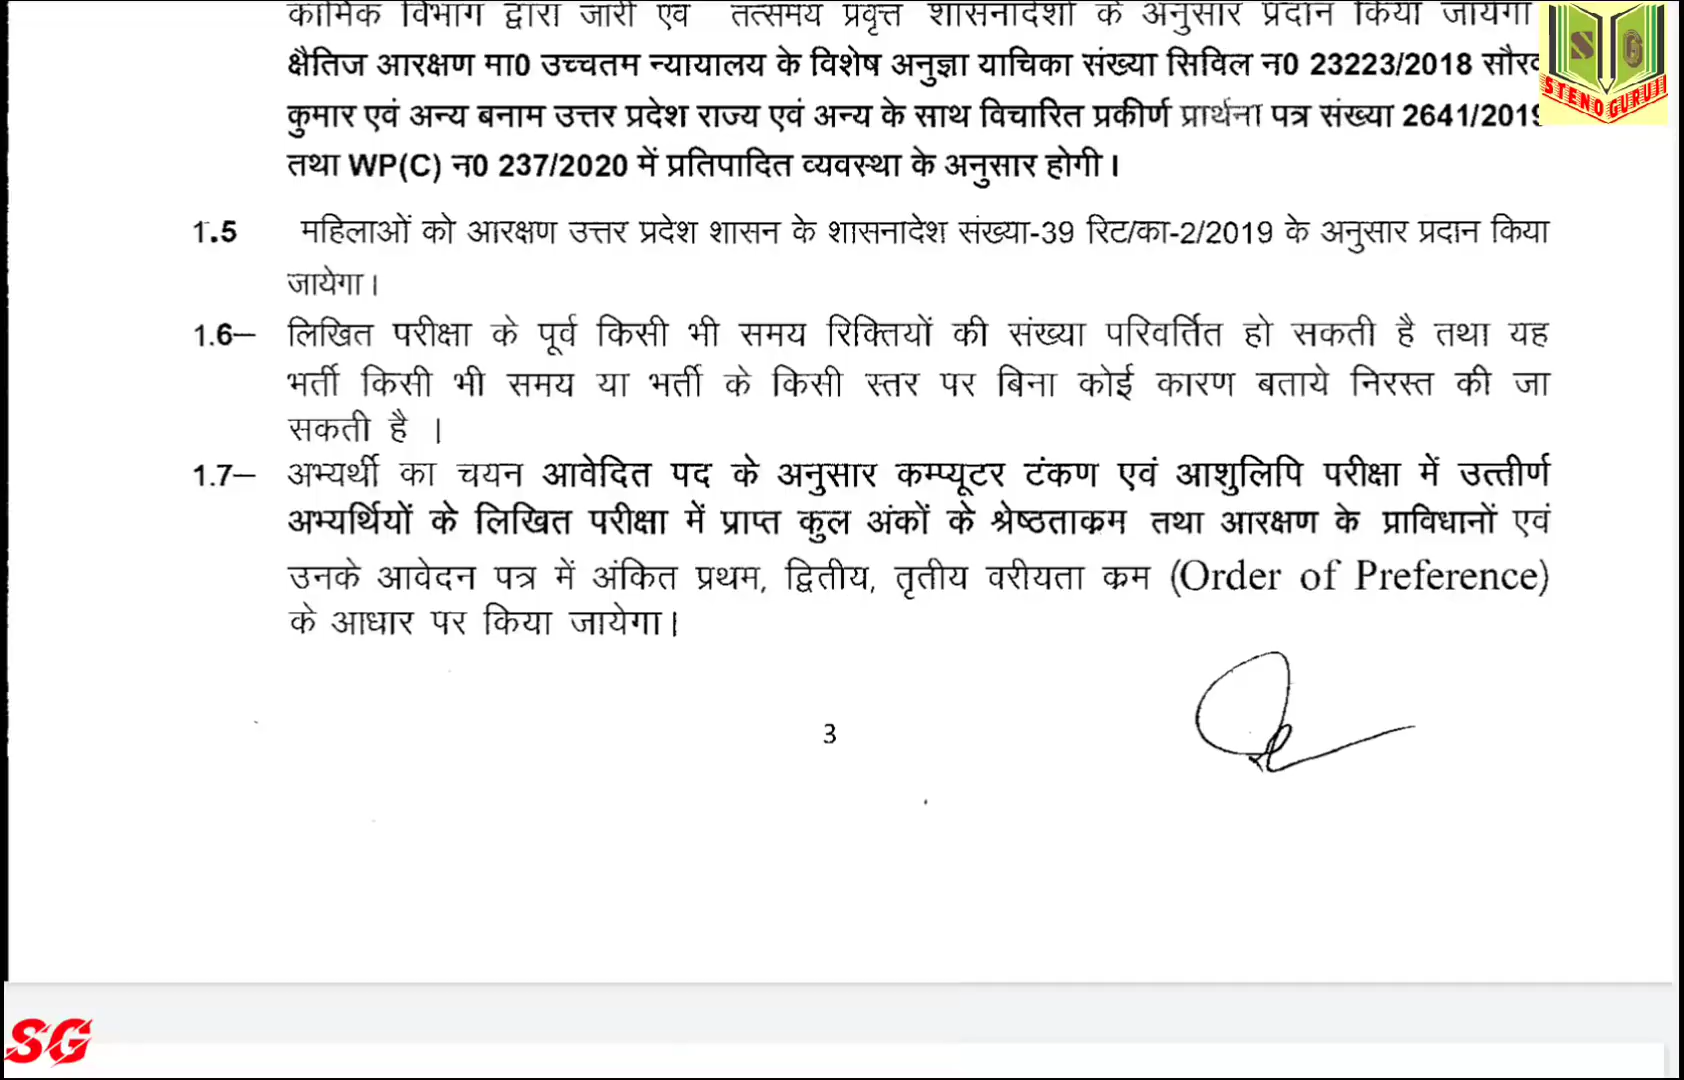 कार्मिक विभाग द्वारा जारी एवं तत्समय प्रवृत्त शासनादेशों के अनुसार प्रदान किया जायेगा
क्षैतिज आरक्षण मा0 उच्चतम न्यायालय के विशेष अनुज्ञा याचिका संख्या सिविल न0 23223/2018 सौरव
कुमार एवं अन्य बनाम उत्तर प्रदेश राज्य एवं अन्य के साथ विचारित प्रकीर्ण प्रार्थना पत्र संख्या 2641/2019
तथा WP(C) न0 237/2020 में प्रतिपादित व्यवस्था के अनुसार होगी।
1.5 महिलाओं को आरक्षण उत्तर प्रदेश शासन के शासनादेश संख्या-39 रिट/का-2/2019 के अनुसार प्रदान किया
जायेगा।
1.6– लिखित परीक्षा के पूर्व किसी भी समय रिक्तियों की संख्या परिवर्तित हो सकती है तथा यह
भर्ती किसी भी समय या भर्ती के किसी स्तर पर बिना कोई कारण बताये निरस्त की जा
सकती है ।
1.7– अभ्यर्थी का चयन आवेदित पद के अनुसार कम्प्यूटर टंकण एवं आशुलिपि परीक्षा में उत्तीर्ण
अभ्यर्थियों के लिखित परीक्षा में प्राप्त कुल अंकों के श्रेष्ठताक्रम तथा आरक्षण के प्राविधानों एवं
उनके आवेदन पत्र में अंकित प्रथम, द्वितीय, तृतीय वरीयता क्रम (Order of Preference)
के आधार पर किया जायेगा।
3
S G
STENO GURUJI
SG